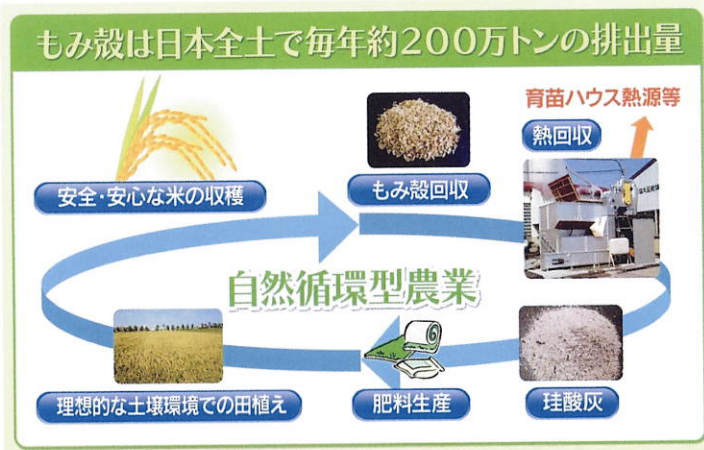 もみ殻は日本全土で毎年約200万トンの排出量
育苗ハウス熱源等
熱回収
安全・安心な米の収穫
もみ殻回収
自然循環型農業
理想的な土壌環境での田植え
肥料生産
珪酸灰